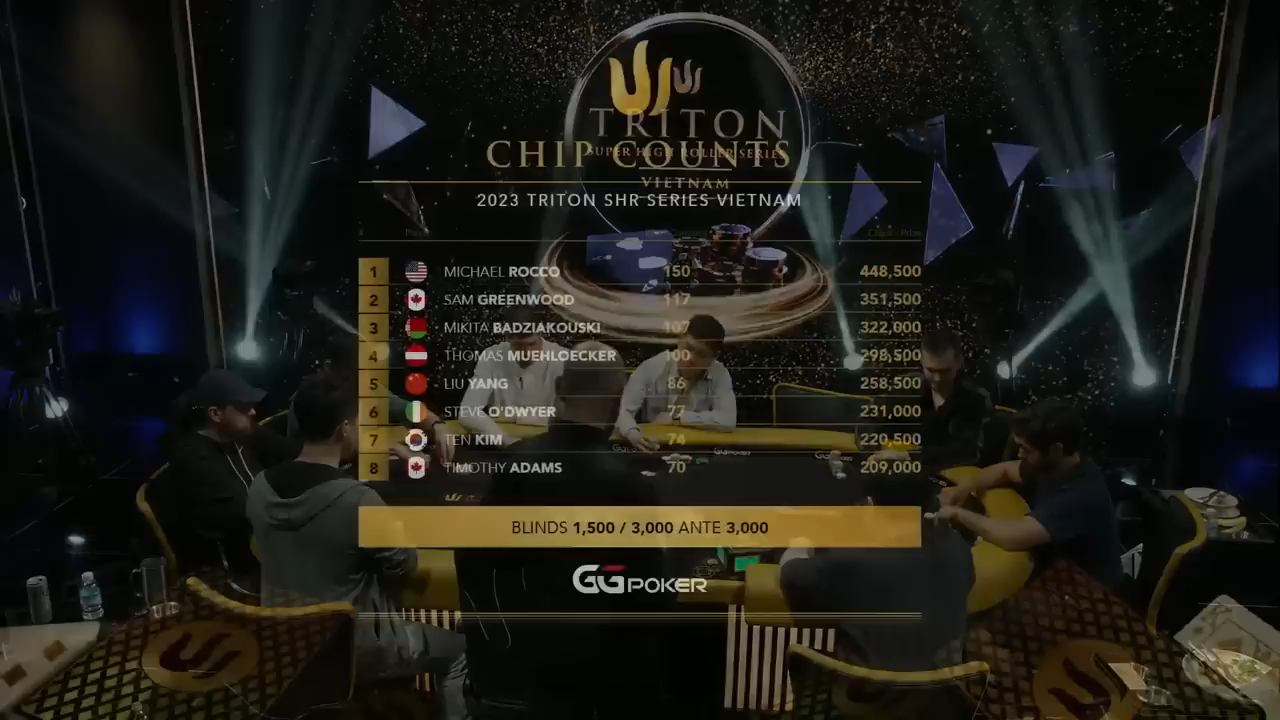 TRITON
SUPER HIGH ROLLER SERIES
CHIP COUNTS
VIETNAM
2023 TRITON SHR SERIES VIETNAM
1 MICHAEL ROCCO 150 448,500
2 SAM GREENWOOD 117 351,500
3 MIKITA BADZIAKOUSKI 107 322,000
4 THOMAS MUEHLOECKER 100 298,500
5 LIU YANG 86 258,500
6 STEVE O'DWYER 77 231,000
7 TEN KIM 74 220,500
8 TIMOTHY ADAMS 70 209,000
BLINDS 1,500 / 3,000 ANTE 3,000
GGPOKER